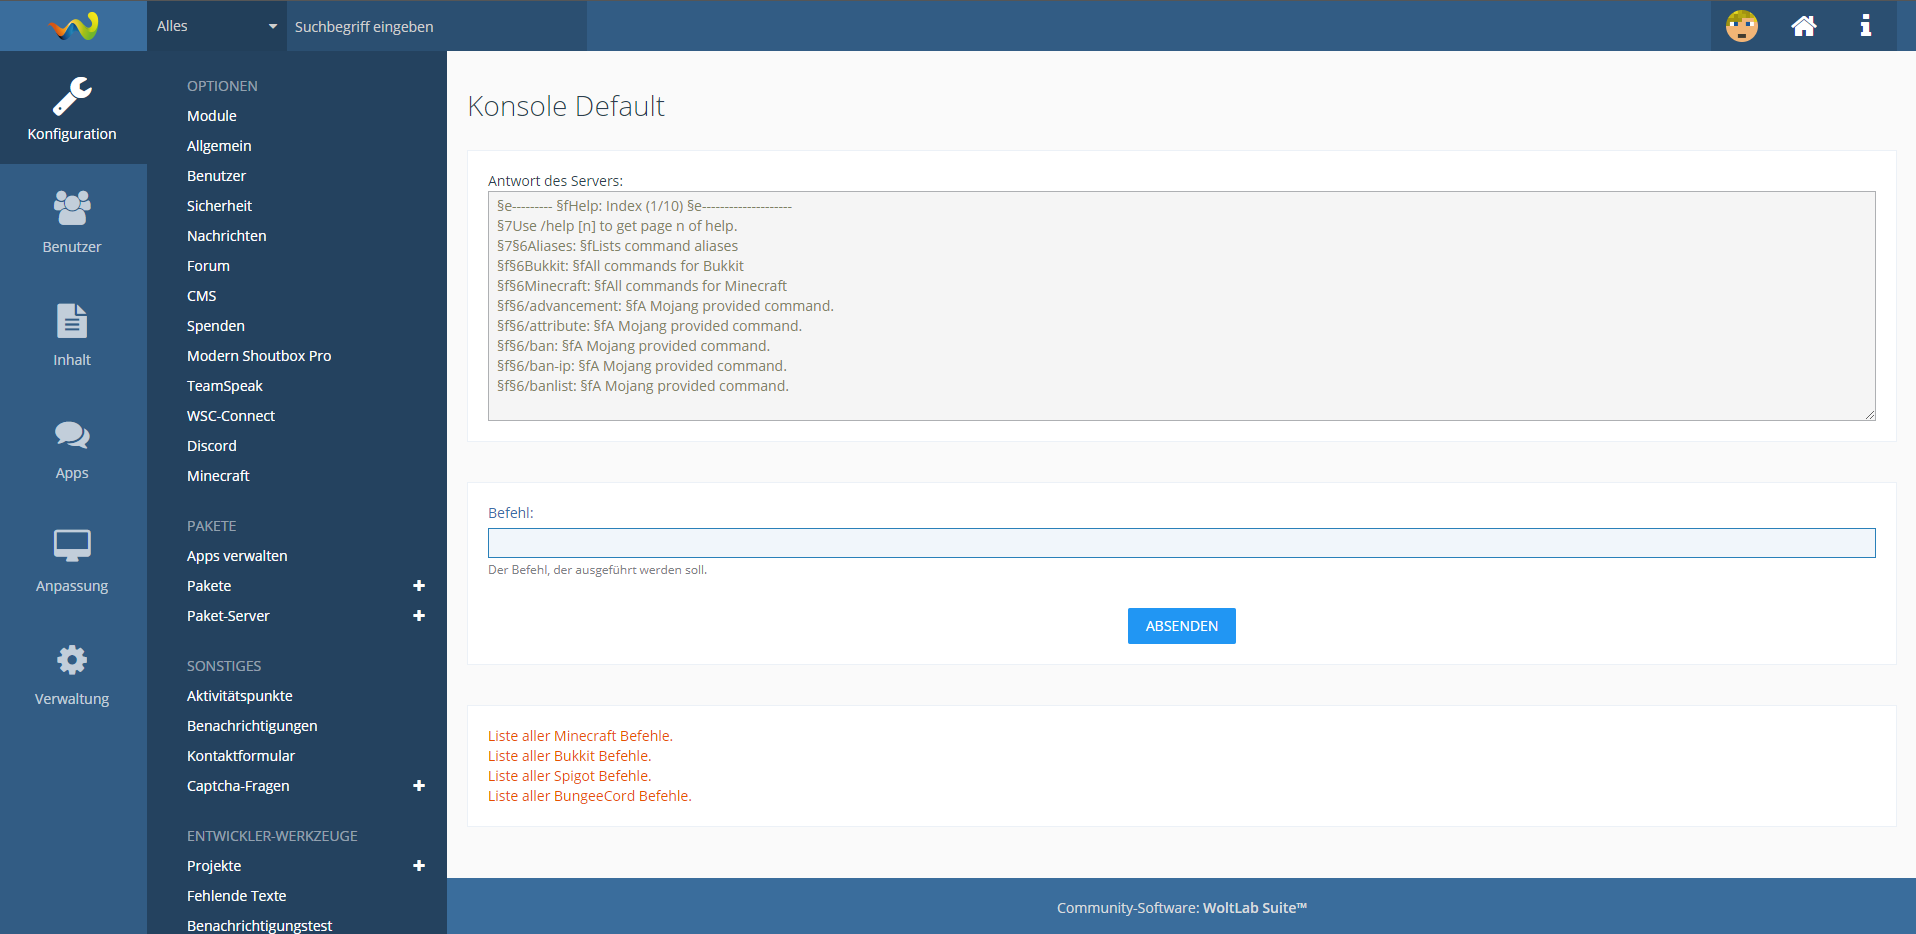 Alles
Suchbegriff eingeben
Konfiguration
Benutzer
Inhalt
Apps
Anpassung
Verwaltung
OPTIONEN
Module
Allgemein
Benutzer
Sicherheit
Nachrichten
Forum
CMS
Spenden
Modern Shoutbox Pro
TeamSpeak
WSC-Connect
Discord
Minecraft
PAKETE
Apps verwalten
Pakete
Paket-Server
SONSTIGES
Aktivitätspunkte
Benachrichtigungen
Kontaktformular
Captcha-Fragen
ENTWICKLER-WERKZEUGE
Projekte
Fehlende Texte
Benachrichtigungstest
Konsole Default
Antwort des Servers:
§e--------- §fHelp: Index (1/10) §e--------------------
§7Use /help [n] to get page n of help.
§7§6Aliases: §fLists command aliases
§f§6Bukkit: §fAll commands for Bukkit
§f§6Minecraft: §fAll commands for Minecraft
§f§6/advancement: §fA Mojang provided command.
§f§6/attribute: §fA Mojang provided command.
§f§6/ban: §fA Mojang provided command.
§f§6/ban-ip: §fA Mojang provided command.
§f§6/banlist: §fA Mojang provided command.
Befehl:
Der Befehl, der ausgeführt werden soll.
ABSENDEN
Liste aller Minecraft Befehle.
Liste aller Bukkit Befehle.
Liste aller Spigot Befehle.
Liste aller BungeeCord Befehle.
Community-Software: WoltLab Suite™